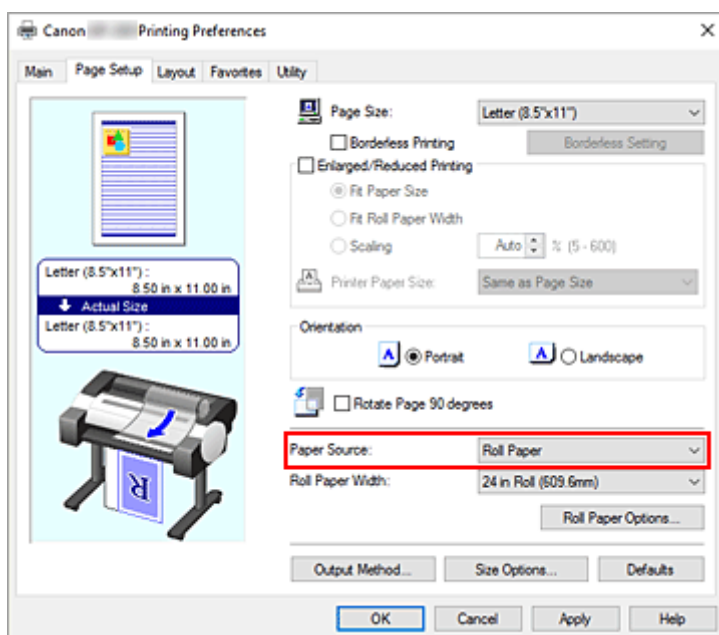 Canon Printing Preferences
Main Page Setup Layout Favorites Utility
Page Size: Letter (8.5"x11")
Borderless Printing Borderless Setting
Enlarged/Reduced Printing
Fit Paper Size
Fit Roll Paper Width
Scaling Auto % (5 - 600)
Printer Paper Size: Same as Page Size
Letter (8.5"x11") :
8.50 in x 11.00 in
Actual Size
Letter (8.5"x11") :
8.50 in x 11.00 in
Orientation
A Portrait A Landscape
Rotate Page 90 degrees
Paper Source: Roll Paper
Roll Paper Width: 24 in Roll (609.6mm)
Roll Paper Options...
R
Output Method... Size Options... Defaults
OK Cancel Apply Help